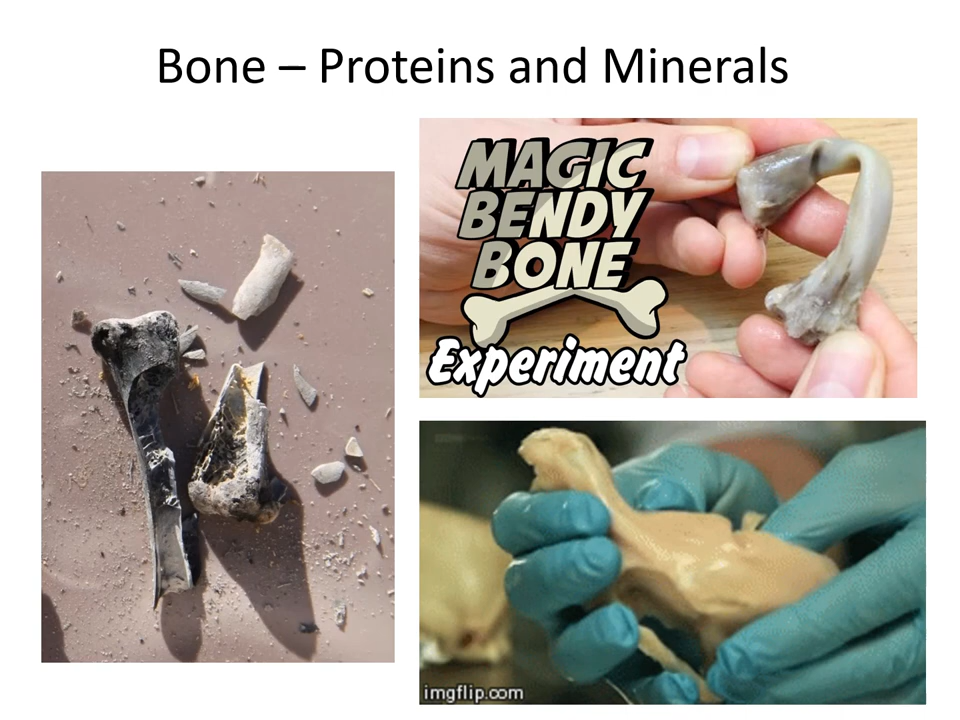 Bone – Proteins and Minerals
MAGIC
BENDY
BONE
Experiment
imgflip.com